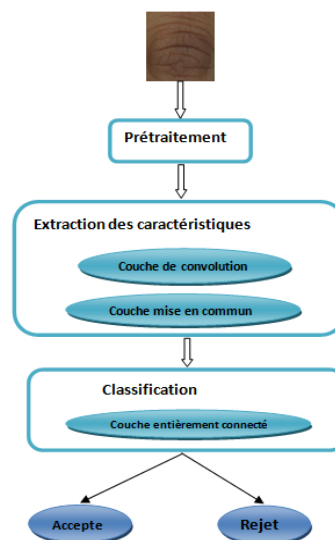 Prétraitement
Extraction des caractéristiques
Couche de convolution
Couche mise en commun
Classification
Couche entièrement connecté
Accepte
Rejet